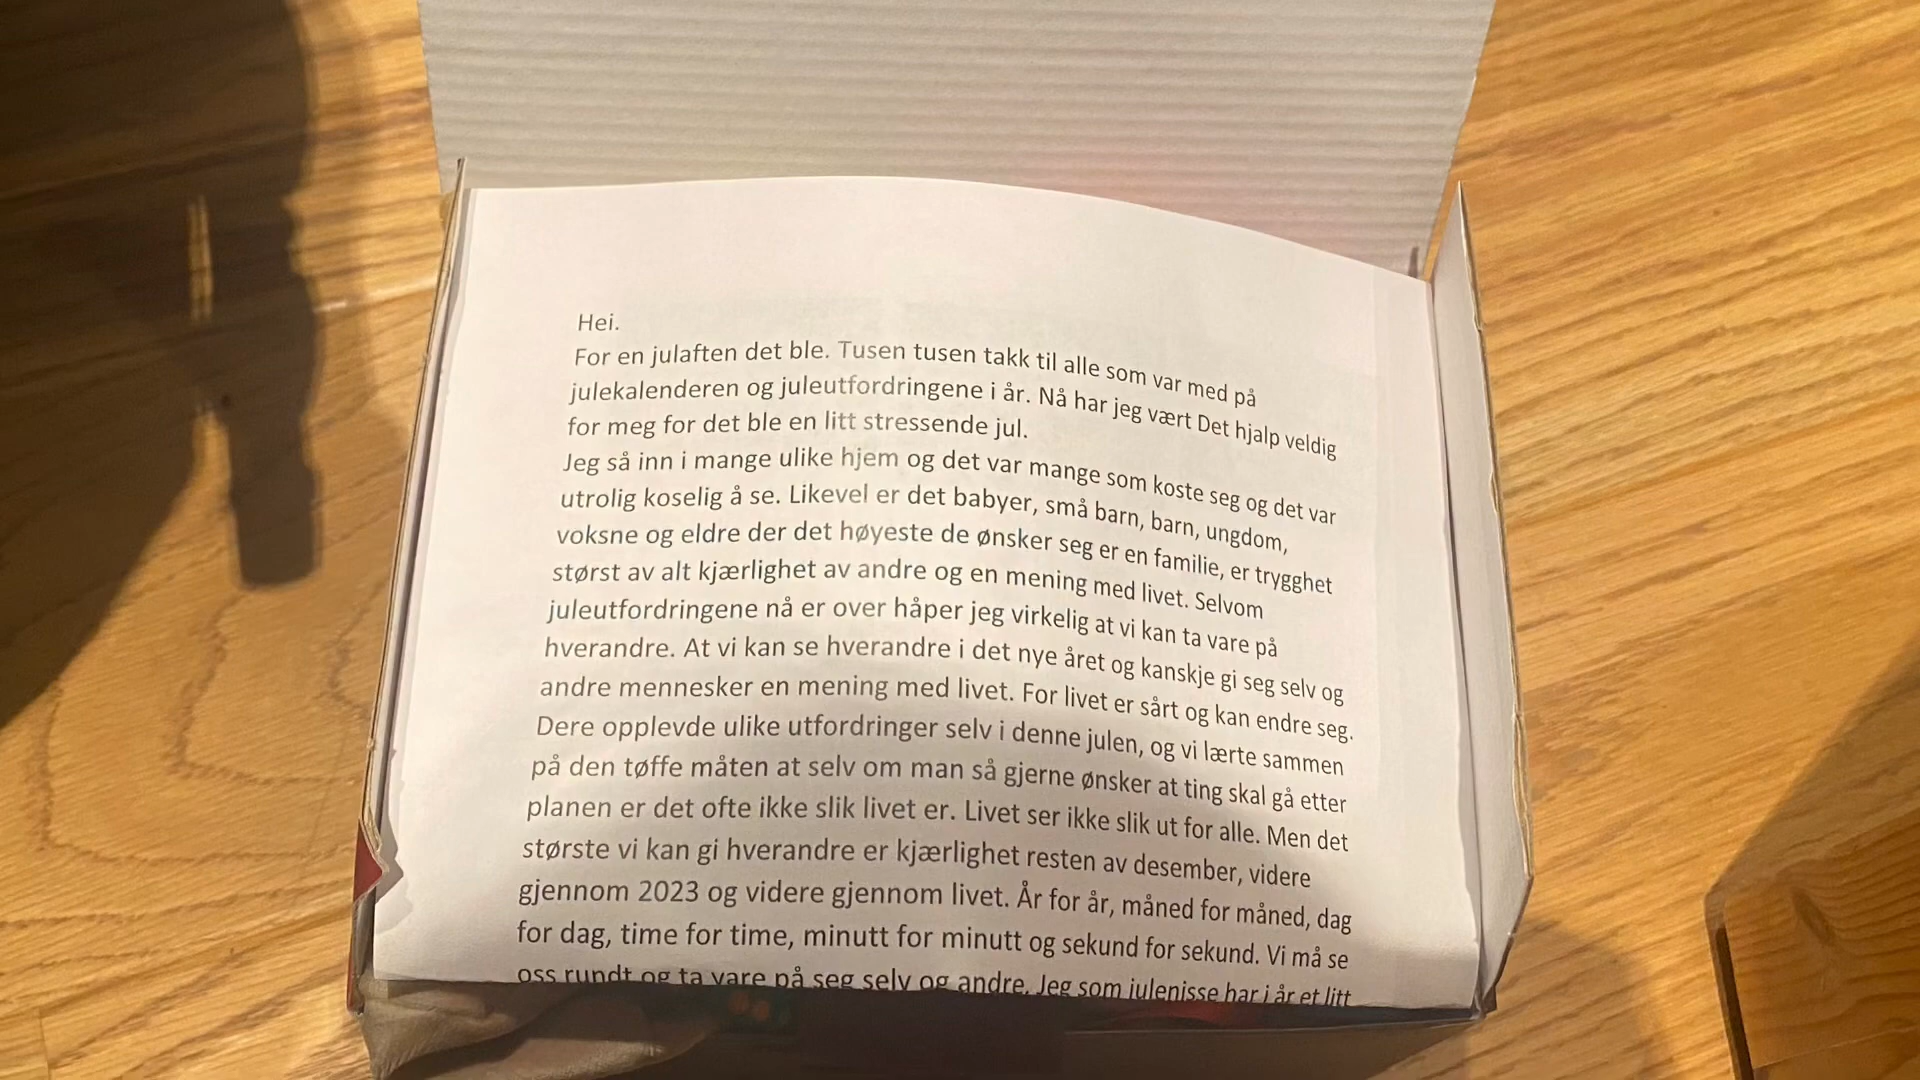 Hei.
For en julaften det ble. Tusen tusen takk til alle som var med på
julekalenderen og juleutfordringene i år. Nå har jeg vært Det hjalp veldig
for meg for det ble en litt stressende jul.
Jeg så inn i mange ulike hjem og det var mange som koste seg og det var
utrolig koselig å se. Likevel er det babyer, små barn, barn, ungdom,
voksne og eldre der det høyeste de ønsker seg er en familie, er trygghet
størst av alt kjærlighet av andre og en mening med livet. Selvom
juleutfordringene nå er over håper jeg virkelig at vi kan ta vare på
hverandre. At vi kan se hverandre i det nye året og kanskje gi seg selv og
andre mennesker en mening med livet. For livet er sårt og kan endre seg.
Dere opplevde ulike utfordringer selv i denne julen, og vi lærte sammen
på den tøffe måten at selv om man så gjerne ønsker at ting skal gå etter
planen er det ofte ikke slik livet er. Livet ser ikke slik ut for alle. Men det
største vi kan gi hverandre er kjærlighet resten av desember, videre
gjennom 2023 og videre gjennom livet. År for år, måned for måned, dag
for dag, time for time, minutt for minutt og sekund for sekund. Vi må se
oss rundt og ta vare på seg selv og andre. Jeg som julenisse har i år et litt